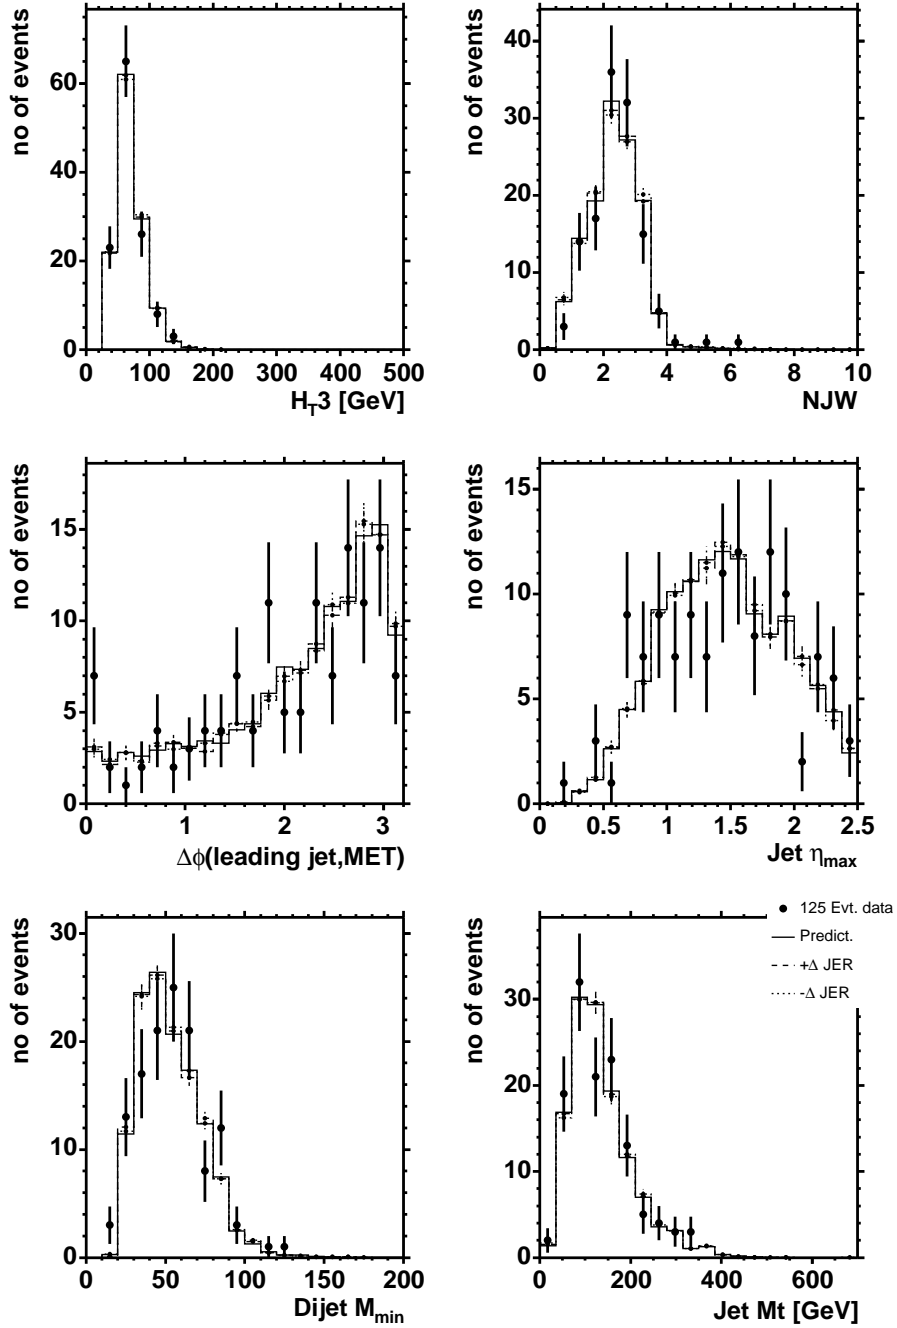 no of events
60
40
20
0
0 100 200 300 400 500
H_T3 [GeV]
no of events
40
30
20
10
0
0 2 4 6 8 10
NJW
no of events
15
10
5
0
0 1 2 3
Δϕ(leading jet,MET)
no of events
15
10
5
0
0 0.5 1 1.5 2 2.5
Jet η_max
no of events
30
20
10
0
0 50 100 150 200
Dijet M_min
no of events
30
20
10
0
0 200 400 600
Jet Mt [GeV]
125 Evt. data
Predict.
+Δ JER
-Δ JER